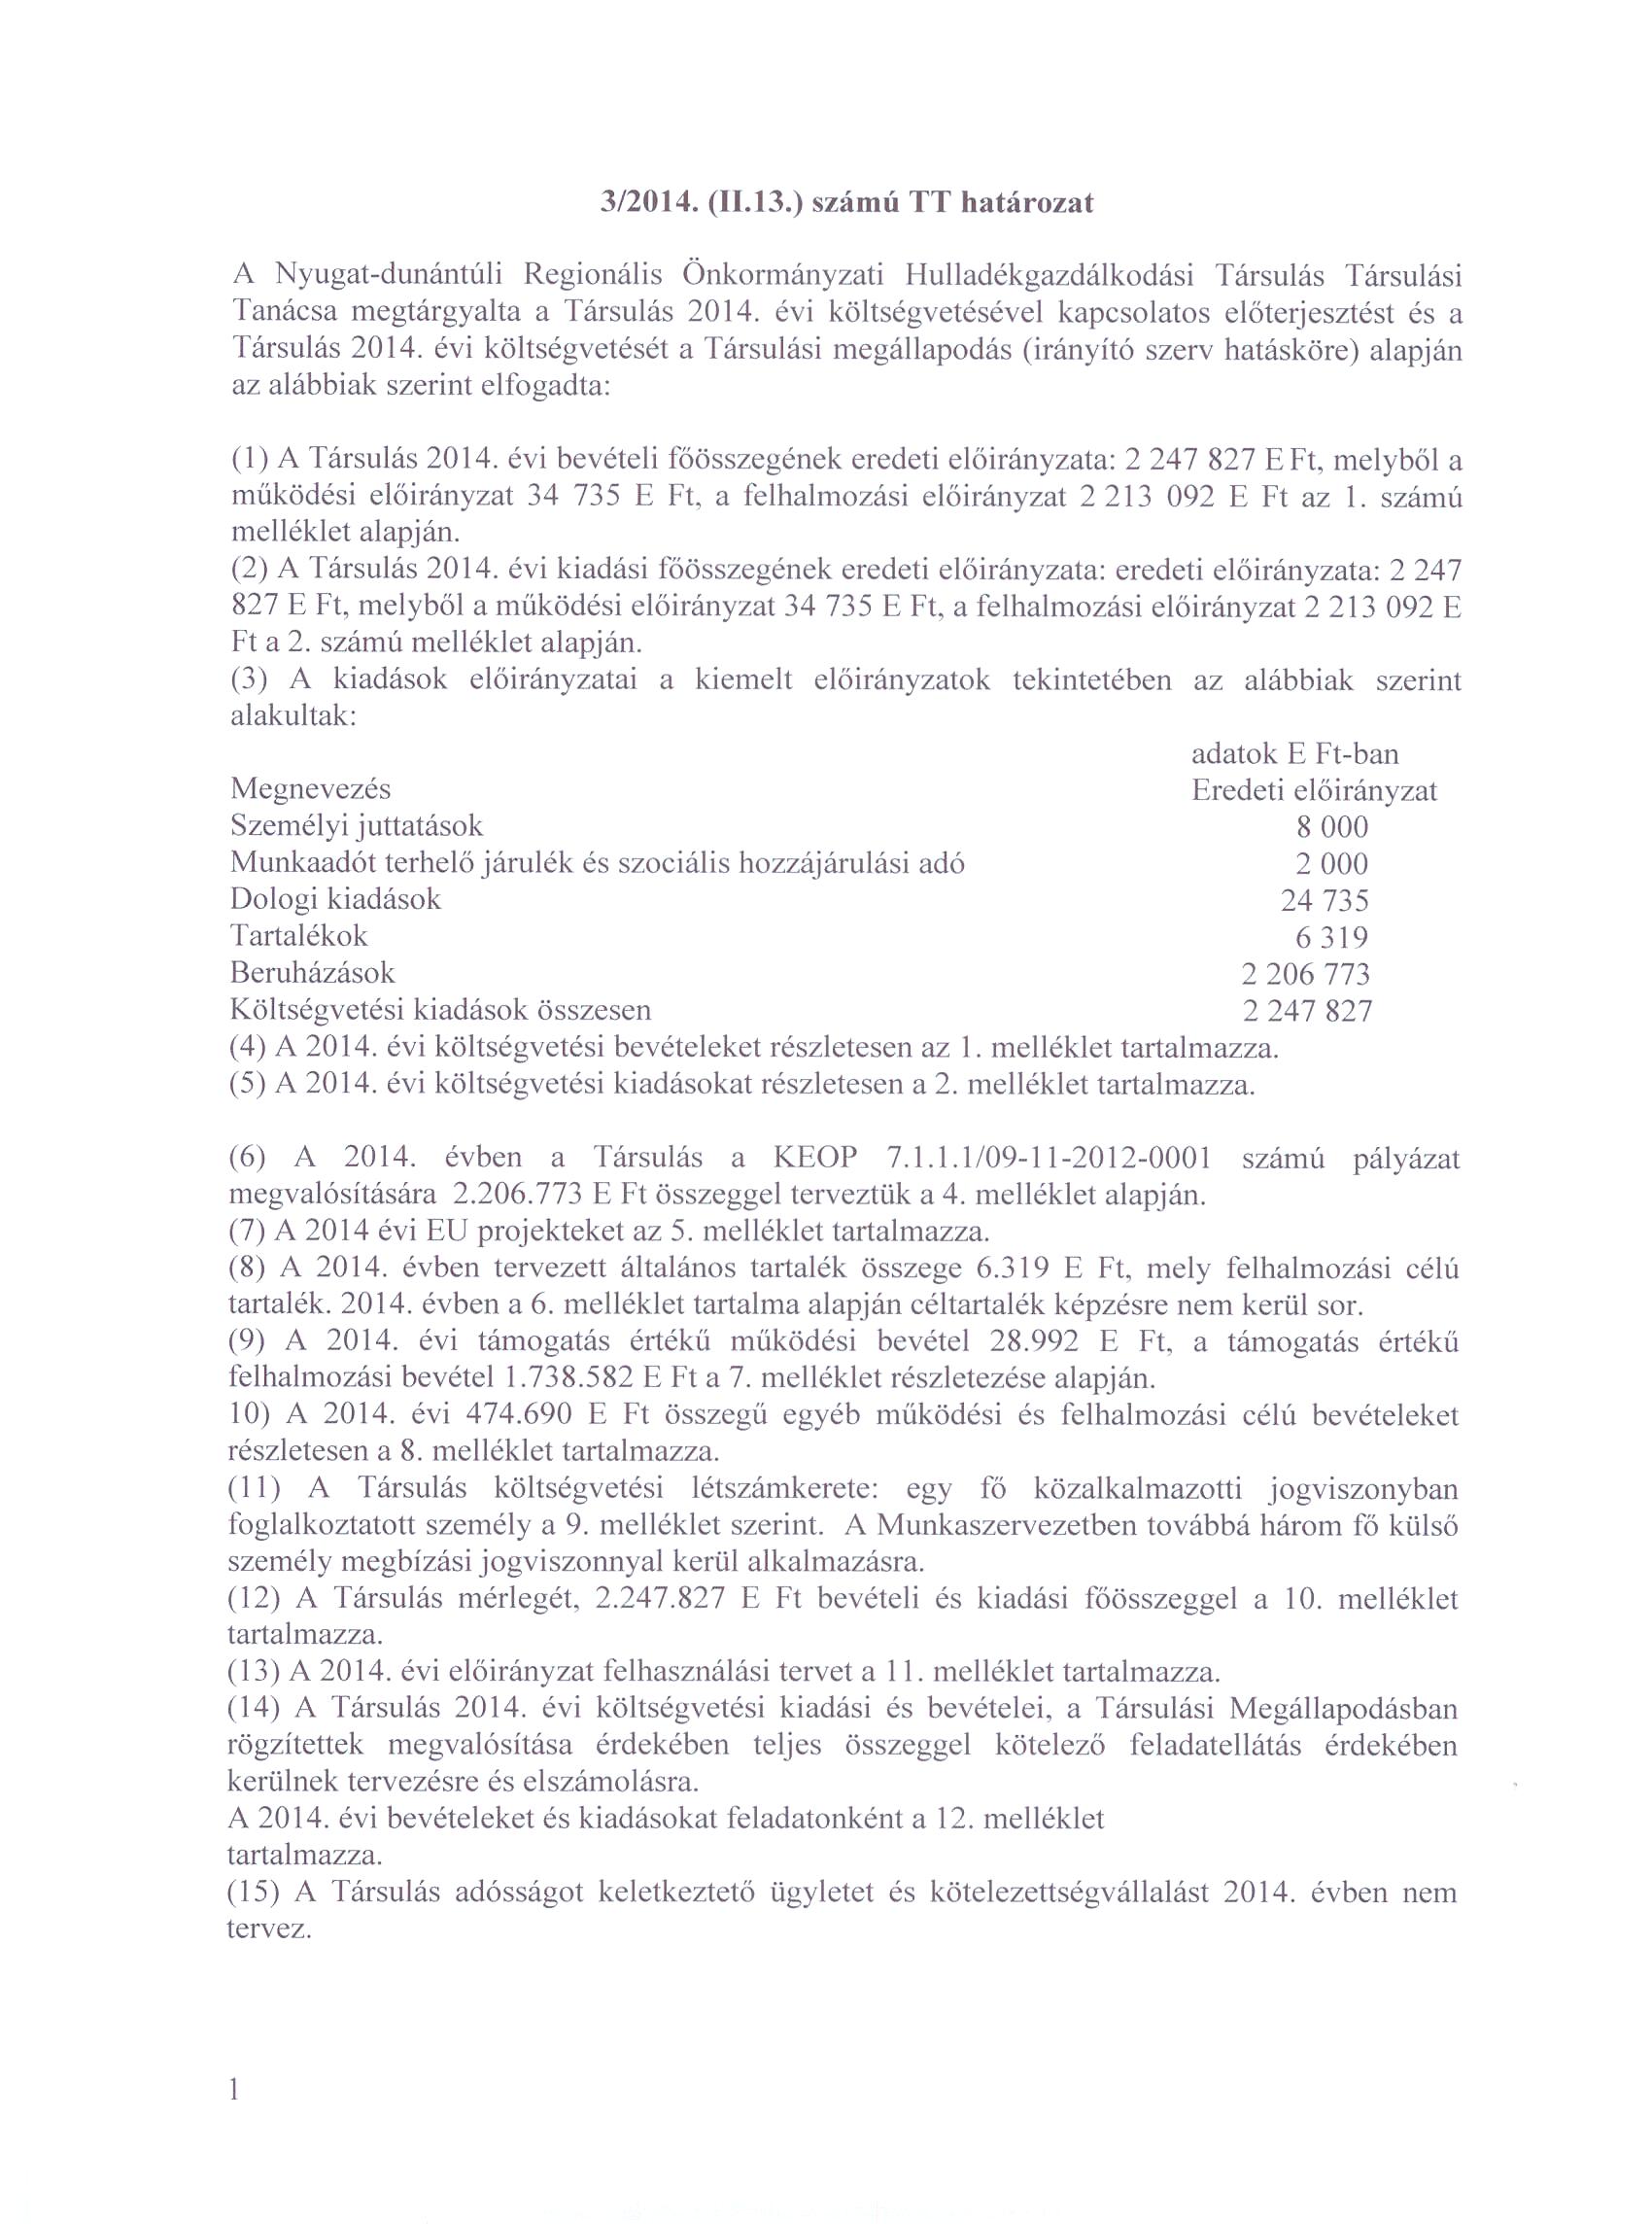 3/2014. (II.13.) számú TT határozat
A Nyugat-dunántúli Regionális Önkormányzati Hulladékgazdálkodási Társulás Társulási
Tanácsa megtárgyalta a Társulás 2014. évi költségvetésével kapcsolatos előterjesztést és a
Társulás 2014. évi költségvetését a Társulási megállapodás (irányító szerv hatásköre) alapján
az alábbiak szerint elfogadta:
(1) A Társulás 2014. évi bevételi főösszegének eredeti előirányzata: 2 247 827 E Ft, melyből a
működési előirányzat 34 735 E Ft, a felhalmozási előirányzat 2 213 092 E Ft az 1. számú
melléklet alapján.
(2) A Társulás 2014. évi kiadási főösszegének eredeti előirányzata: eredeti előirányzata: 2 247
827 E Ft, melyből a működési előirányzat 34 735 E Ft, a felhalmozási előirányzat 2 213 092 E
Ft a 2. számú melléklet alapján.
(3) A kiadások előirányzatai a kiemelt előirányzatok tekintetében az alábbiak szerint
alakultak:
adatok E Ft-ban
Megnevezés Eredeti előirányzat
Személyi juttatások 8 000
Munkaadót terhelő járulék és szociális hozzájárulási adó 2 000
Dologi kiadások 24 735
Tartalékok 6 319
Beruházások 2 206 773
Költségvetési kiadások összesen 2 247 827
(4) A 2014. évi költségvetési bevételeket részletesen az 1. melléklet tartalmazza.
(5) A 2014. évi költségvetési kiadásokat részletesen a 2. melléklet tartalmazza.
(6) A 2014. évben a Társulás a KEOP 7.1.1.1/09-11-2012-0001 számú pályázat
megvalósítására 2.206.773 E Ft összeggel terveztük a 4. melléklet alapján.
(7) A 2014 évi EU projekteket az 5. melléklet tartalmazza.
(8) A 2014. évben tervezett általános tartalék összege 6.319 E Ft, mely felhalmozási célú
tartalék. 2014. évben a 6. melléklet tartalma alapján céltartalék képzésre nem kerül sor.
(9) A 2014. évi támogatás értékű működési bevétel 28.992 E Ft, a támogatás értékű
felhalmozási bevétel 1.738.582 E Ft a 7. melléklet részletezése alapján.
10) A 2014. évi 474.690 E Ft összegű egyéb működési és felhalmozási célú bevételeket
részletesen a 8. melléklet tartalmazza.
(11) A Társulás költségvetési létszámkerete: egy fő közalkalmazotti jogviszonyban
foglalkoztatott személy a 9. melléklet szerint. A Munkaszervezetben továbbá három fő külső
személy megbízási jogviszonnyal kerül alkalmazásra.
(12) A Társulás mérlegét, 2.247.827 E Ft bevételi és kiadási főösszeggel a 10. melléklet
tartalmazza.
(13) A 2014. évi előirányzat felhasználási tervet a 11. melléklet tartalmazza.
(14) A Társulás 2014. évi költségvetési kiadási és bevételei, a Társulási Megállapodásban
rögzítettek megvalósítása érdekében teljes összeggel kötelező feladatellátás érdekében
kerülnek tervezésre és elszámolásra.
A 2014. évi bevételeket és kiadásokat feladatonként a 12. melléklet
tartalmazza.
(15) A Társulás adósságot keletkeztető ügyletet és kötelezettségvállalást 2014. évben nem
tervez.
1